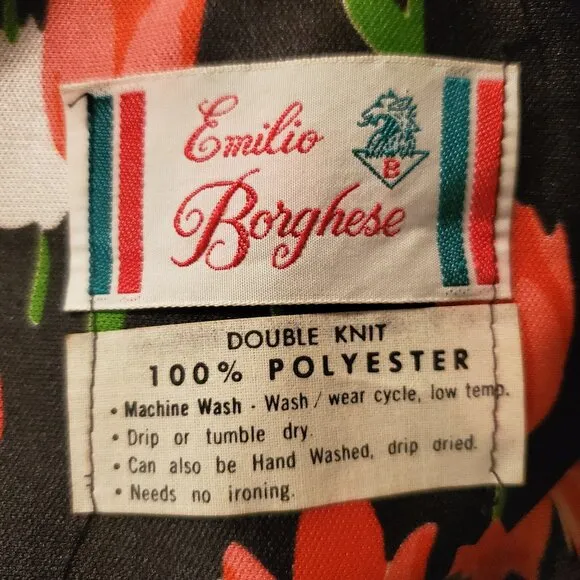 Emilio
B
Borghese
DOUBLE KNIT
100% POLYESTER
• Machine Wash - Wash / wear cycle, low temp.
• Drip or tumble dry.
• Can also be Hand Washed, drip dried.
• Needs no ironing.